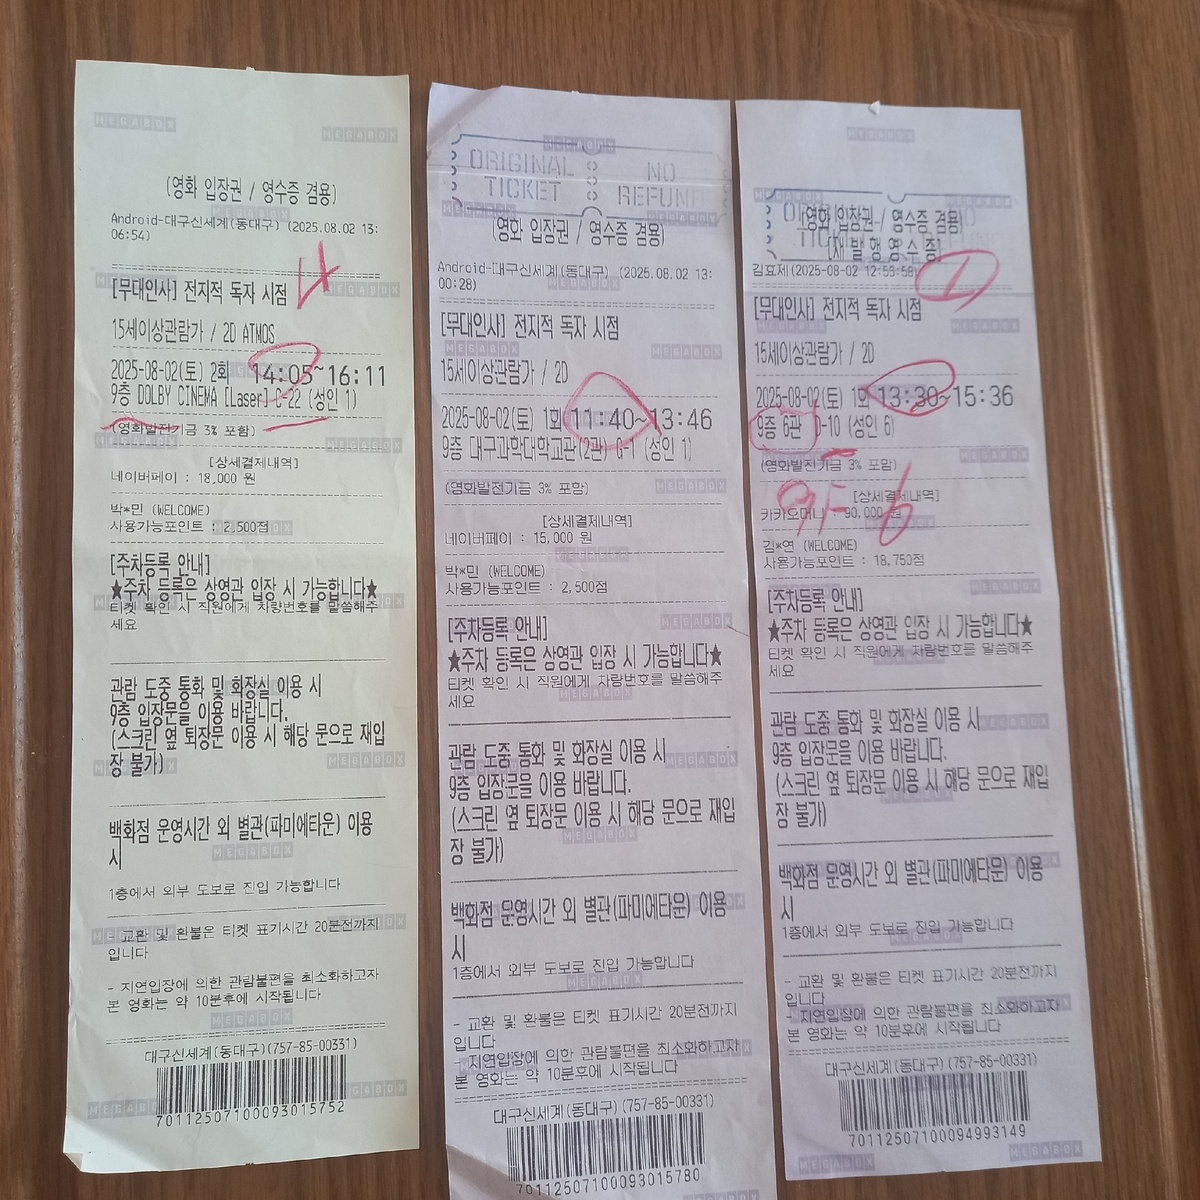 (영화 입장권 / 영수증 겸용)
Android-대구신세계(동대구) (2025.08.02 13:
06:54)
[무대인사] 전지적 독자 시점
15세이상관람가 / 2D ATMOS
2025-08-02(토) 2회 14:05~16:11
9층 DOLBY CINEMA [Laser] C-22 (성인 1)
(영화발전기금 3% 포함)
[상세결제내역]
네이버페이 : 18,000 원
박*민 (WELCOME)
사용가능포인트 : 2,500점
[주차등록 안내]
★주차 등록은 상영관 입장 시 가능합니다★
티켓 확인 시 직원에게 차량번호를 말씀해주
세요
관람 도중 통화 및 화장실 이용 시
9층 입장문을 이용 바랍니다.
(스크린 옆 퇴장문 이용 시 해당 문으로 재입
장 불가)
백화점 운영시간 외 별관(파미에타운) 이용
시
1층에서 외부 도보로 진입 가능합니다
- 교환 및 환불은 티켓 표기시간 20분전까지
입니다
- 지연입장에 의한 관람불편을 최소화하고자
본 영화는 약 10분후에 시작됩니다
대구신세계(동대구)(757-85-00331)
7011250710009301575​2
ORIGINAL TICKET
NO REFUND
(영화 입장권 / 영수증 겸용)
Android-대구신세계(동대구) (2025.08.02 13:
00:28)
[무대인사] 전지적 독자 시점
15세이상관람가 / 2D
2025-08-02(토) 1회 11:40~13:46
9층 대구과학대학교관(2관) G-1 (성인 1)
(영화발전기금 3% 포함)
[상세결제내역]
네이버페이 : 15,000 원
박*민 (WELCOME)
사용가능포인트 : 2,500점
[주차등록 안내]
★주차 등록은 상영관 입장 시 가능합니다★
티켓 확인 시 직원에게 차량번호를 말씀해주
세요
관람 도중 통화 및 화장실 이용 시
9층 입장문을 이용 바랍니다.
(스크린 옆 퇴장문 이용 시 해당 문으로 재입
장 불가)
백화점 운영시간 외 별관(파미에타운) 이용
시
1층에서 외부 도보로 진입 가능합니다
- 교환 및 환불은 티켓 표기시간 20분전까지
입니다
- 지연입장에 의한 관람불편을 최소화하고자
본 영화는 약 10분후에 시작됩니다
대구신세계(동대구)(757-85-00331)
70112507100093015780
(영화 입장권 / 영수증 겸용)
[재 발 행 영 수 증]
김효제(2025-08-02 12:55:58)
1
[무대인사] 전지적 독자 시점
15세이상관람가 / 2D
2025-08-02(토) 1회 13:30~15:36
9층 6관 -10 (성인 6)
(영화발전기금 3% 포함)
9F 6
[상세결제내역]
카카오머니 : 90,000 원
김*연 (WELCOME)
사용가능포인트 : 18,750점
[주차등록 안내]
★주차 등록은 상영관 입장 시 가능합니다★
티켓 확인 시 직원에게 차량번호를 말씀해주
세요
관람 도중 통화 및 화장실 이용 시
9층 입장문을 이용 바랍니다.
(스크린 옆 퇴장문 이용 시 해당 문으로 재입
장 불가)
백화점 운영시간 외 별관(파미에타운) 이용
시
1층에서 외부 도보로 진입 가능합니다
- 교환 및 환불은 티켓 표기시간 20분전까지
입니다
- 지연입장에 의한 관람불편을 최소화하고자
본 영화는 약 10분후에 시작됩니다
대구신세계(동대구)(757-85-00331)
70112507100094993149